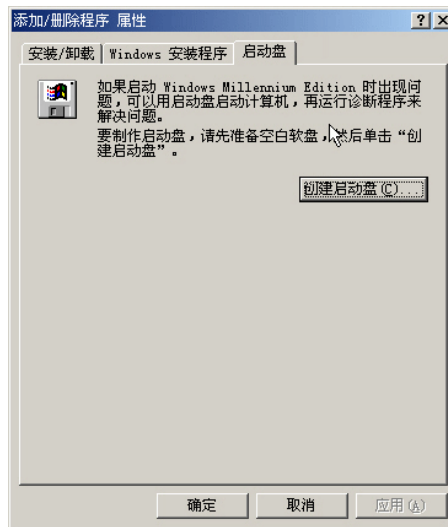 添加/删除程序 属性
安装/卸载 Windows 安装程序 启动盘
如果启动 Windows Millennium Edition 时出现问
题，可以用启动盘启动计算机，再运行诊断程序来
解决问题。
要制作启动盘，请先准备空白软盘，然后单击“创
建启动盘”。
创建启动盘(C)...
确定 取消 应用(A)